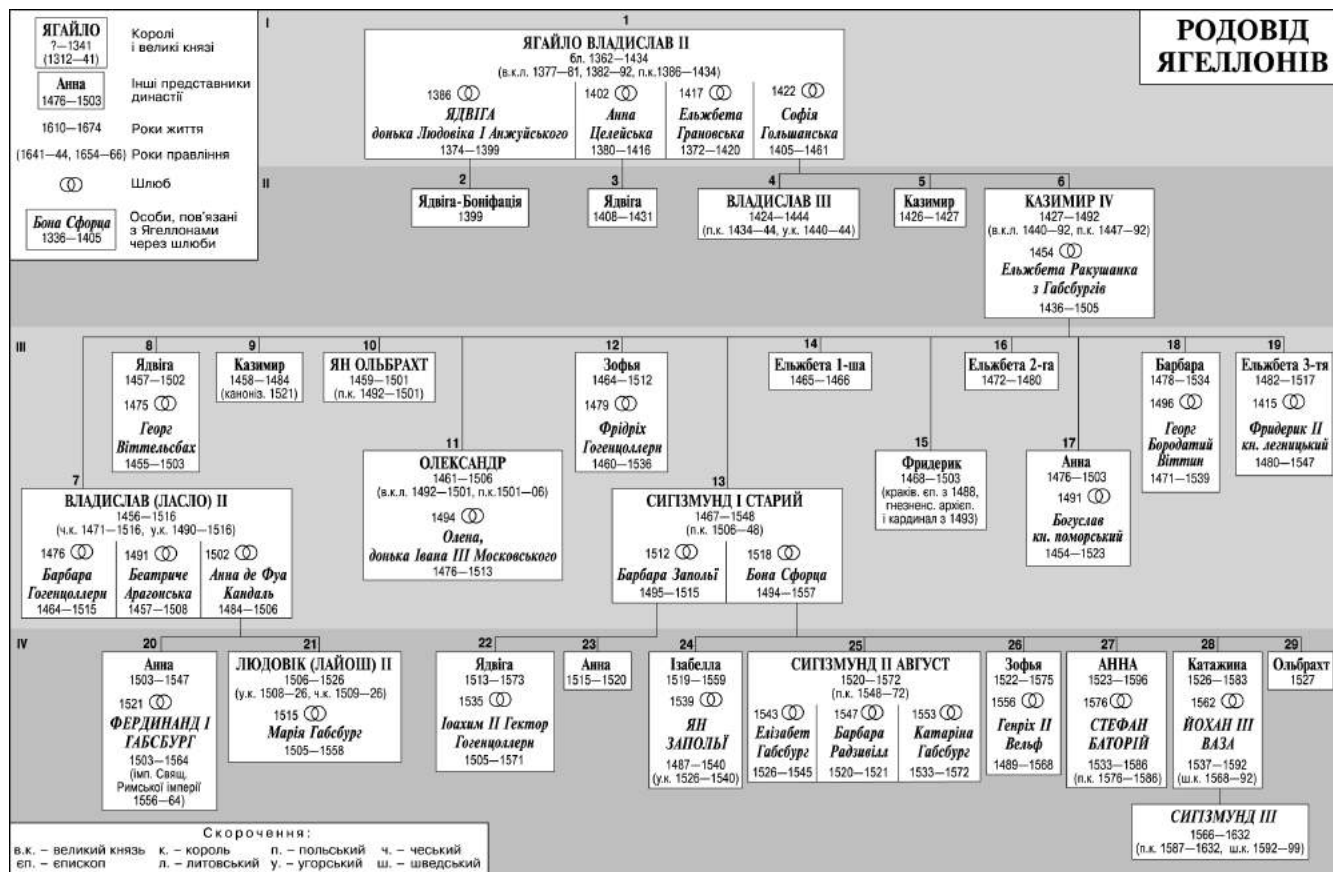 РОДОВІД
ЯГЕЛЛОНІВ
ЯГАЙЛО
?—1341
(1312—41)
Королі
і великі князі
Анна
1476—1503
Інші представники
династії
1610—1674
Роки життя
(1641—44, 1654—66)
Роки правління
Шлюб
Бона Сфорца
1336—1405
Особи, пов'язані
з Ягеллонами
через шлюби
I
1
ЯГАЙЛО ВЛАДИСЛАВ II
бл. 1362—1434
(в.к.л. 1377—81, 1382—92, п.к.1386—1434)
1386
ЯДВІГА
донька Людовіка І Анжуйського
1374—1399
1402
Анна
Целейська
1380—1416
1417
Ельжбета
Грановська
1372—1420
1422
Софія
Гольшанська
1405—1461
II
2
Ядвіга-Боніфація
1399
3
Ядвіга
1408—1431
4
ВЛАДИСЛАВ III
1424—1444
(п.к. 1434—44, у.к. 1440—44)
5
Казимир
1426—1427
6
КАЗИМИР IV
1427—1492
(в.к.л. 1440—92, п.к. 1447—92)
1454
Ельжбета Ракушанка
з Габсбургів
1436—1505
III
7
ВЛАДИСЛАВ (ЛАСЛО) II
1456—1516
(ч.к. 1471—1516, у.к. 1490—1516)
1476
Барбара
Гогенцоллерн
1464—1515
1491
Беатриче
Арагонська
1457—1508
1502
Анна де Фуа
Кандаль
1484—1506
8
Ядвіга
1457—1502
1475
Георг
Віттельсбах
1455—1503
9
Казимир
1458—1484
(каноніз. 1521)
10
ЯН ОЛЬБРАХТ
1459—1501
(п.к. 1492—1501)
11
ОЛЕКСАНДР
1461—1506
(в.к.л. 1492—1501, п.к.1501—06)
1494
Олена,
донька Івана III Московського
1476—1513
12
Зофья
1464—1512
1479
Фрідріх
Гогенцоллерн
1460—1536
13
СИГІЗМУНД І СТАРИЙ
1467—1548
(п.к. 1506—48)
1512
Барбара Запольї
1495—1515
1518
Бона Сфорца
1494—1557
14
Ельжбета 1-ша
1465—1466
15
Фридерик
1468—1503
(краків. єп. з 1488,
гнезненс. архієп.
і кардинал з 1493)
16
Ельжбета 2-га
1472—1480
17
Анна
1476—1503
1491
Богуслав
кн. поморський
1454—1523
18
Барбара
1478—1534
1496
Георг
Бородатий
Віттин
1471—1539
19
Ельжбета 3-тя
1482—1517
1415
Фридерик II
кн. легницький
1480—1547
IV
20
Анна
1503—1547
1521
ФЕРДИНАНД І
ГАБСБУРГ
1503—1564
(імп. Свящ.
Римської імперії
1556—64)
21
ЛЮДОВІК (ЛАЙОШ) II
1506—1526
(у.к. 1508—26, ч.к. 1509—26)
1515
Марія Габсбург
1505—1558
22
Ядвіга
1513—1573
1535
Іоахим II Гектор
Гогенцоллерн
1505—1571
23
Анна
1515—1520
24
Ізабелла
1519—1559
1539
ЯН
ЗАПОЛЬЇ
1487—1540
(у.к. 1526—1540)
25
СИГІЗМУНД II АВГУСТ
1520—1572
(п.к. 1548—72)
1543
Елізабет
Габсбург
1526—1545
1547
Барбара
Радзивілл
1520—1521
1553
Катаріна
Габсбург
1533—1572
26
Зофья
1522—1575
1556
Генріх II
Вельф
1489—1568
27
АННА
1523—1596
1576
СТЕФАН
БАТОРІЙ
1533—1586
(п.к. 1576—1586)
28
Катажина
1526—1583
1562
ЙОХАН III
ВАЗА
1537—1592
(ш.к. 1568—92)
29
Ольбрахт
1527
СИГІЗМУНД III
1566—1632
(п.к. 1587—1632, ш.к. 1592—99)
Скорочення:
в.к. – великий князь к. – король п. – польський ч. – чеський
єп. – єпископ л. – литовський у. – угорський ш. – шведський